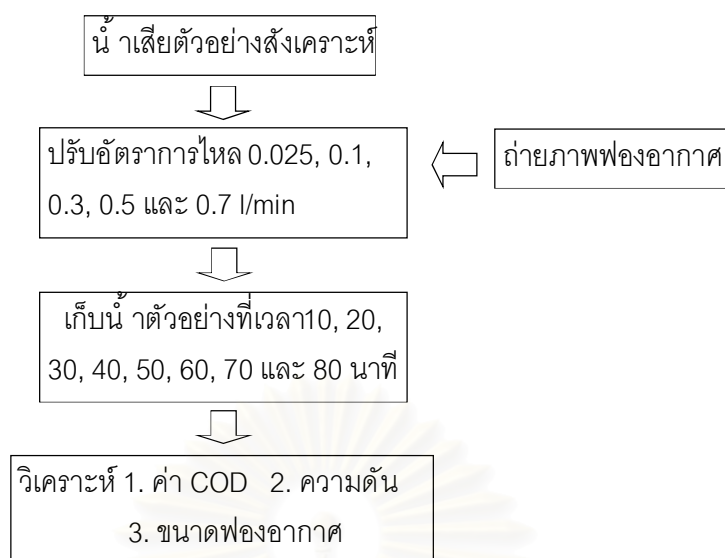 น้ำเสียตัวอย่างสังเคราะห์
ปรับอัตราการไหล 0.025, 0.1,
0.3, 0.5 และ 0.7 l/min
ถ่ายภาพฟองอากาศ
เก็บน้ำตัวอย่างที่เวลา10, 20,
30, 40, 50, 60, 70 และ 80 นาที
วิเคราะห์ 1. ค่า COD 2. ความดัน
3. ขนาดฟองอากาศ